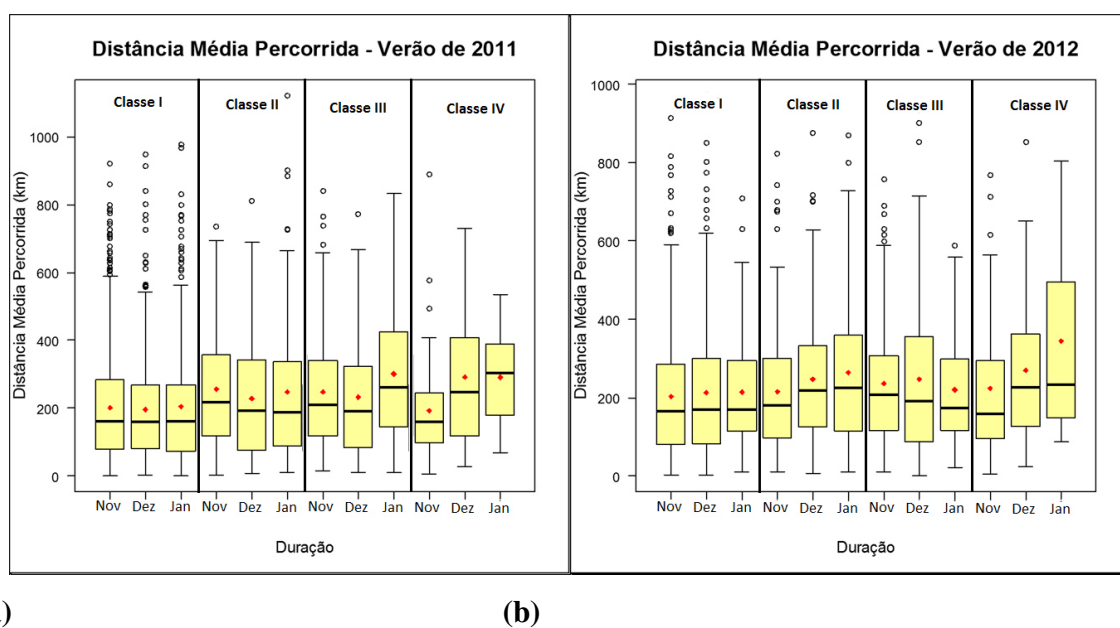 Distância Média Percorrida - Verão de 2011
Classe I
Classe II
Classe III
Classe IV
Distância Média Percorrida (km)
1000
800
600
400
200
0
Nov Dez Jan Nov Dez Jan Nov Dez Jan Nov Dez Jan
Duração
Distância Média Percorrida - Verão de 2012
Classe I
Classe II
Classe III
Classe IV
Distância Média Percorrida (km)
1000
800
600
400
200
0
Nov Dez Jan Nov Dez Jan Nov Dez Jan Nov Dez Jan
Duração
)
(b)